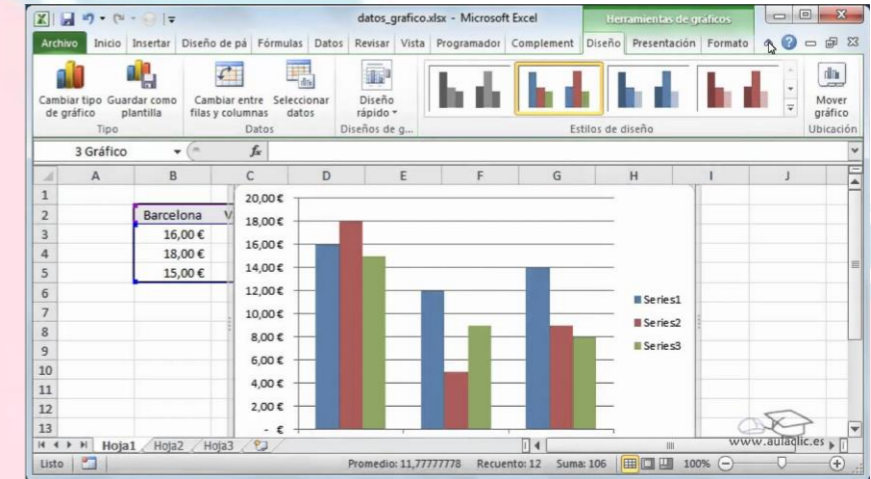 datos_grafico.xlsx - Microsoft Excel
Herramientas de gráficos
Archivo Inicio Insertar Diseño de pá Fórmulas Datos Revisar Vista Programador Complement Diseño Presentación Formato
Cambiar tipo de gráfico
Guardar como plantilla
Tipo
Cambiar entre filas y columnas
Seleccionar datos
Datos
Diseño rápido
Diseños de g...
Estilos de diseño
Mover gráfico
Ubicación
3 Gráfico fx
A B C D E F G H I J
1
2 Barcelona V
3 16,00 €
4 18,00 €
5 15,00 €
6
7
8
9
10
11
12
13
20,00 €
18,00 €
16,00 €
14,00 €
12,00 €
10,00 €
8,00 €
6,00 €
4,00 €
2,00 €
- €
Series1
Series2
Series3
www.aulaclic.es
Hoja1 Hoja2 Hoja3
Listo Promedio: 11,77777778 Recuento: 12 Suma: 106 100%